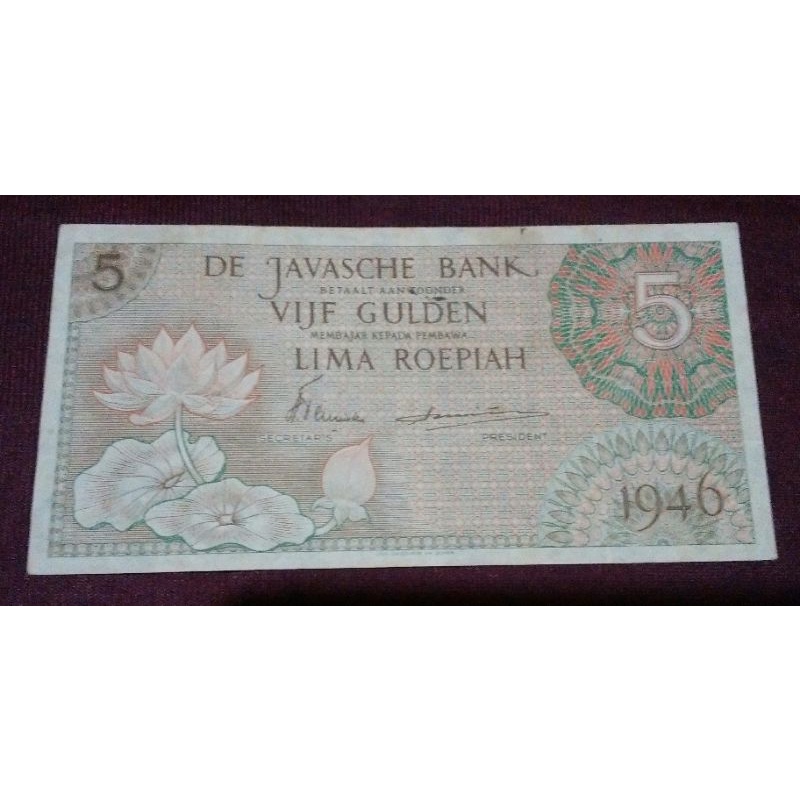 5
DE JAVASCHE BANK
BETAALT AAN TOONDER
VIJF GULDEN
MEMBAJAR KEPADA PEMBAWA
LIMA ROEPIAH
5
SECRETARIS
PRESIDENT
1946